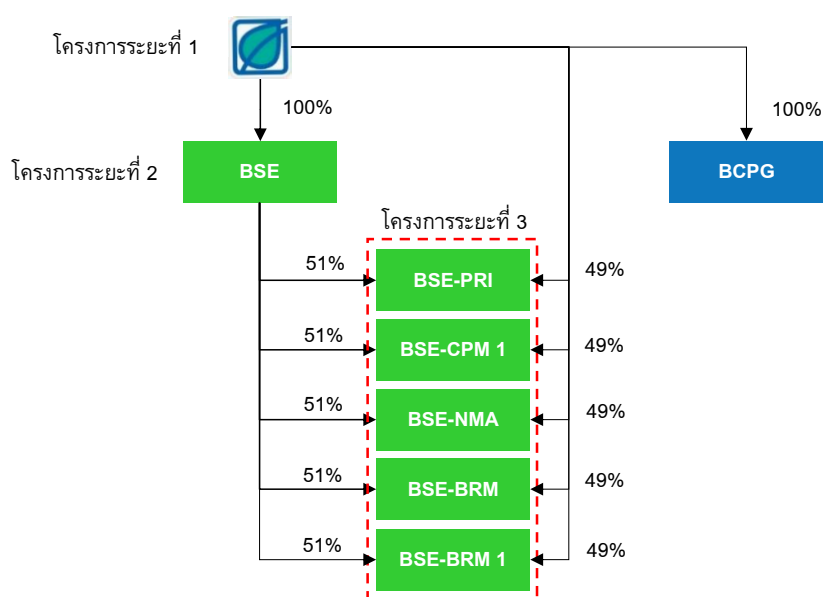 โครงการระยะที่ 1
100%
100%
โครงการระยะที่ 2
BSE
BCPG
โครงการระยะที่ 3
51%
BSE-PRI
49%
51%
BSE-CPM 1
49%
51%
BSE-NMA
49%
51%
BSE-BRM
49%
51%
BSE-BRM 1
49%